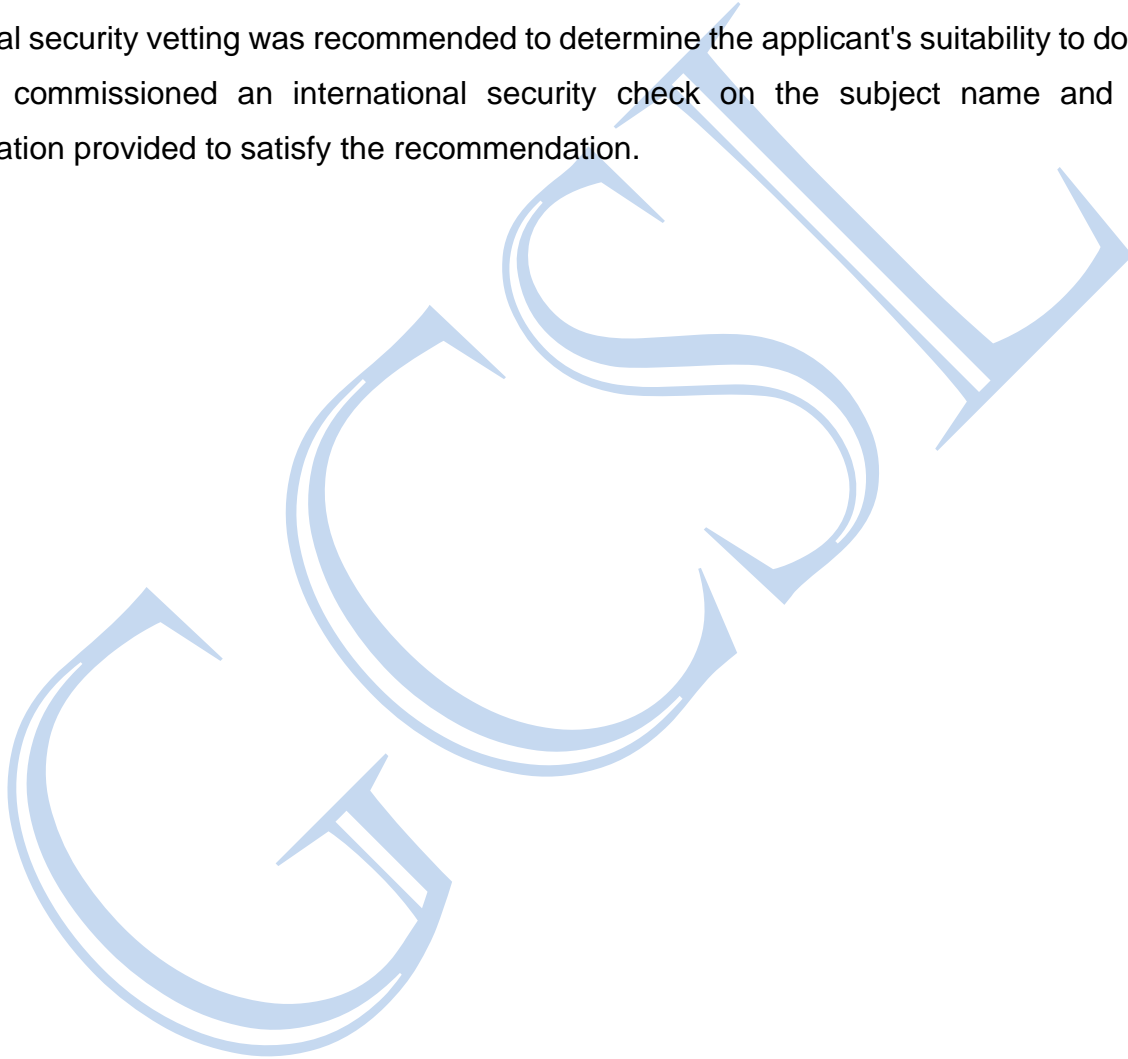 al security vetting was recommended to determine the applicant's suitability to do
commissioned an international security check on the subject name and
ation provided to satisfy the recommendation.
GCSL